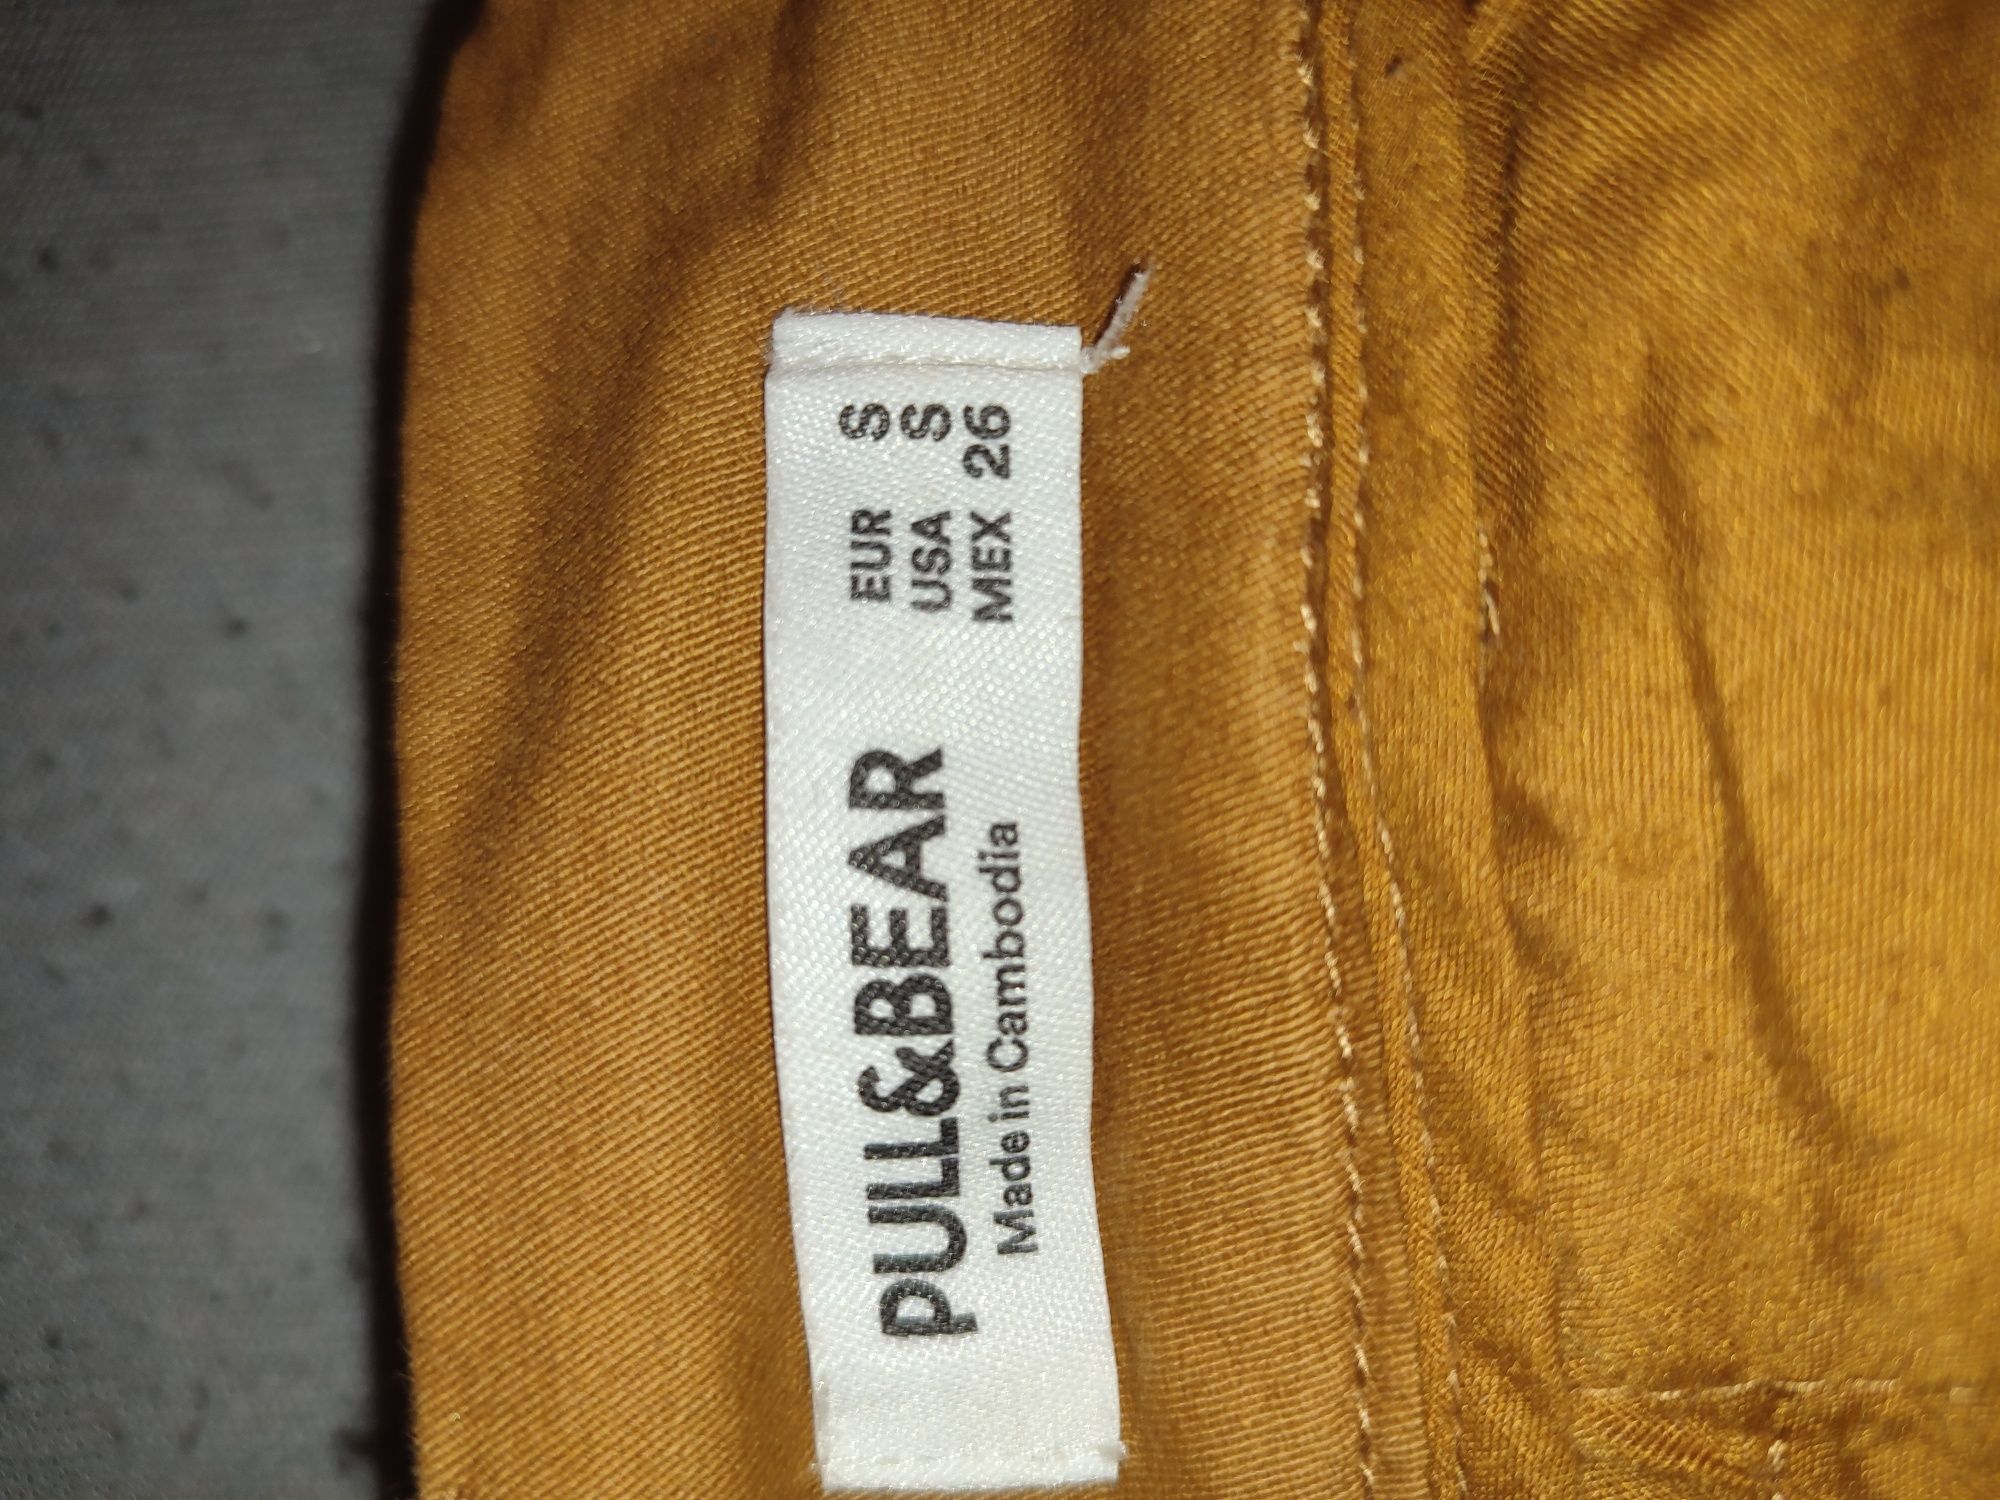 PULL&BEAR
Made in Cambodia
EUR S
USA S
MEX 26